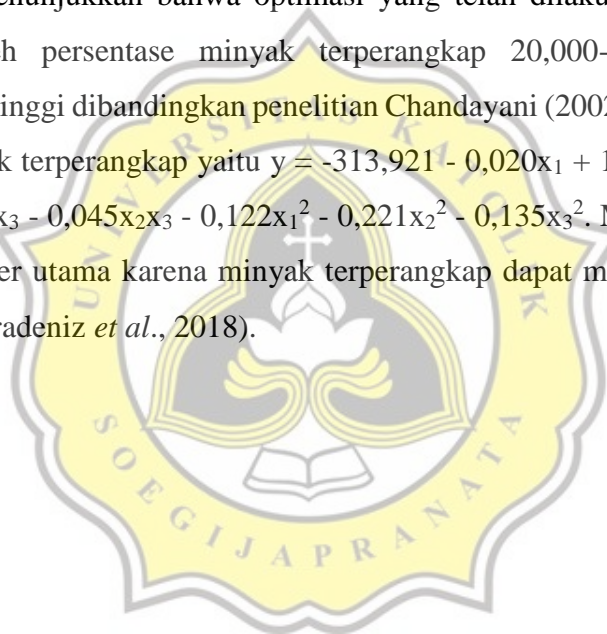 enunjukkan bahwa optimasi yang telah dilaku
eh persentase minyak terperangkap 20,000-
inggi dibandingkan penelitian Chandayani (2002
k terperangkap yaitu y = -313,921 - 0,020x₁ + 1
x₃ - 0,045x₂x₃ - 0,122x₁² - 0,221x₂² - 0,135x₃². M
er utama karena minyak terperangkap dapat m
radeniz et al., 2018).
UNIVERSITAS KATOLIK
SOEGIJAPRANATA